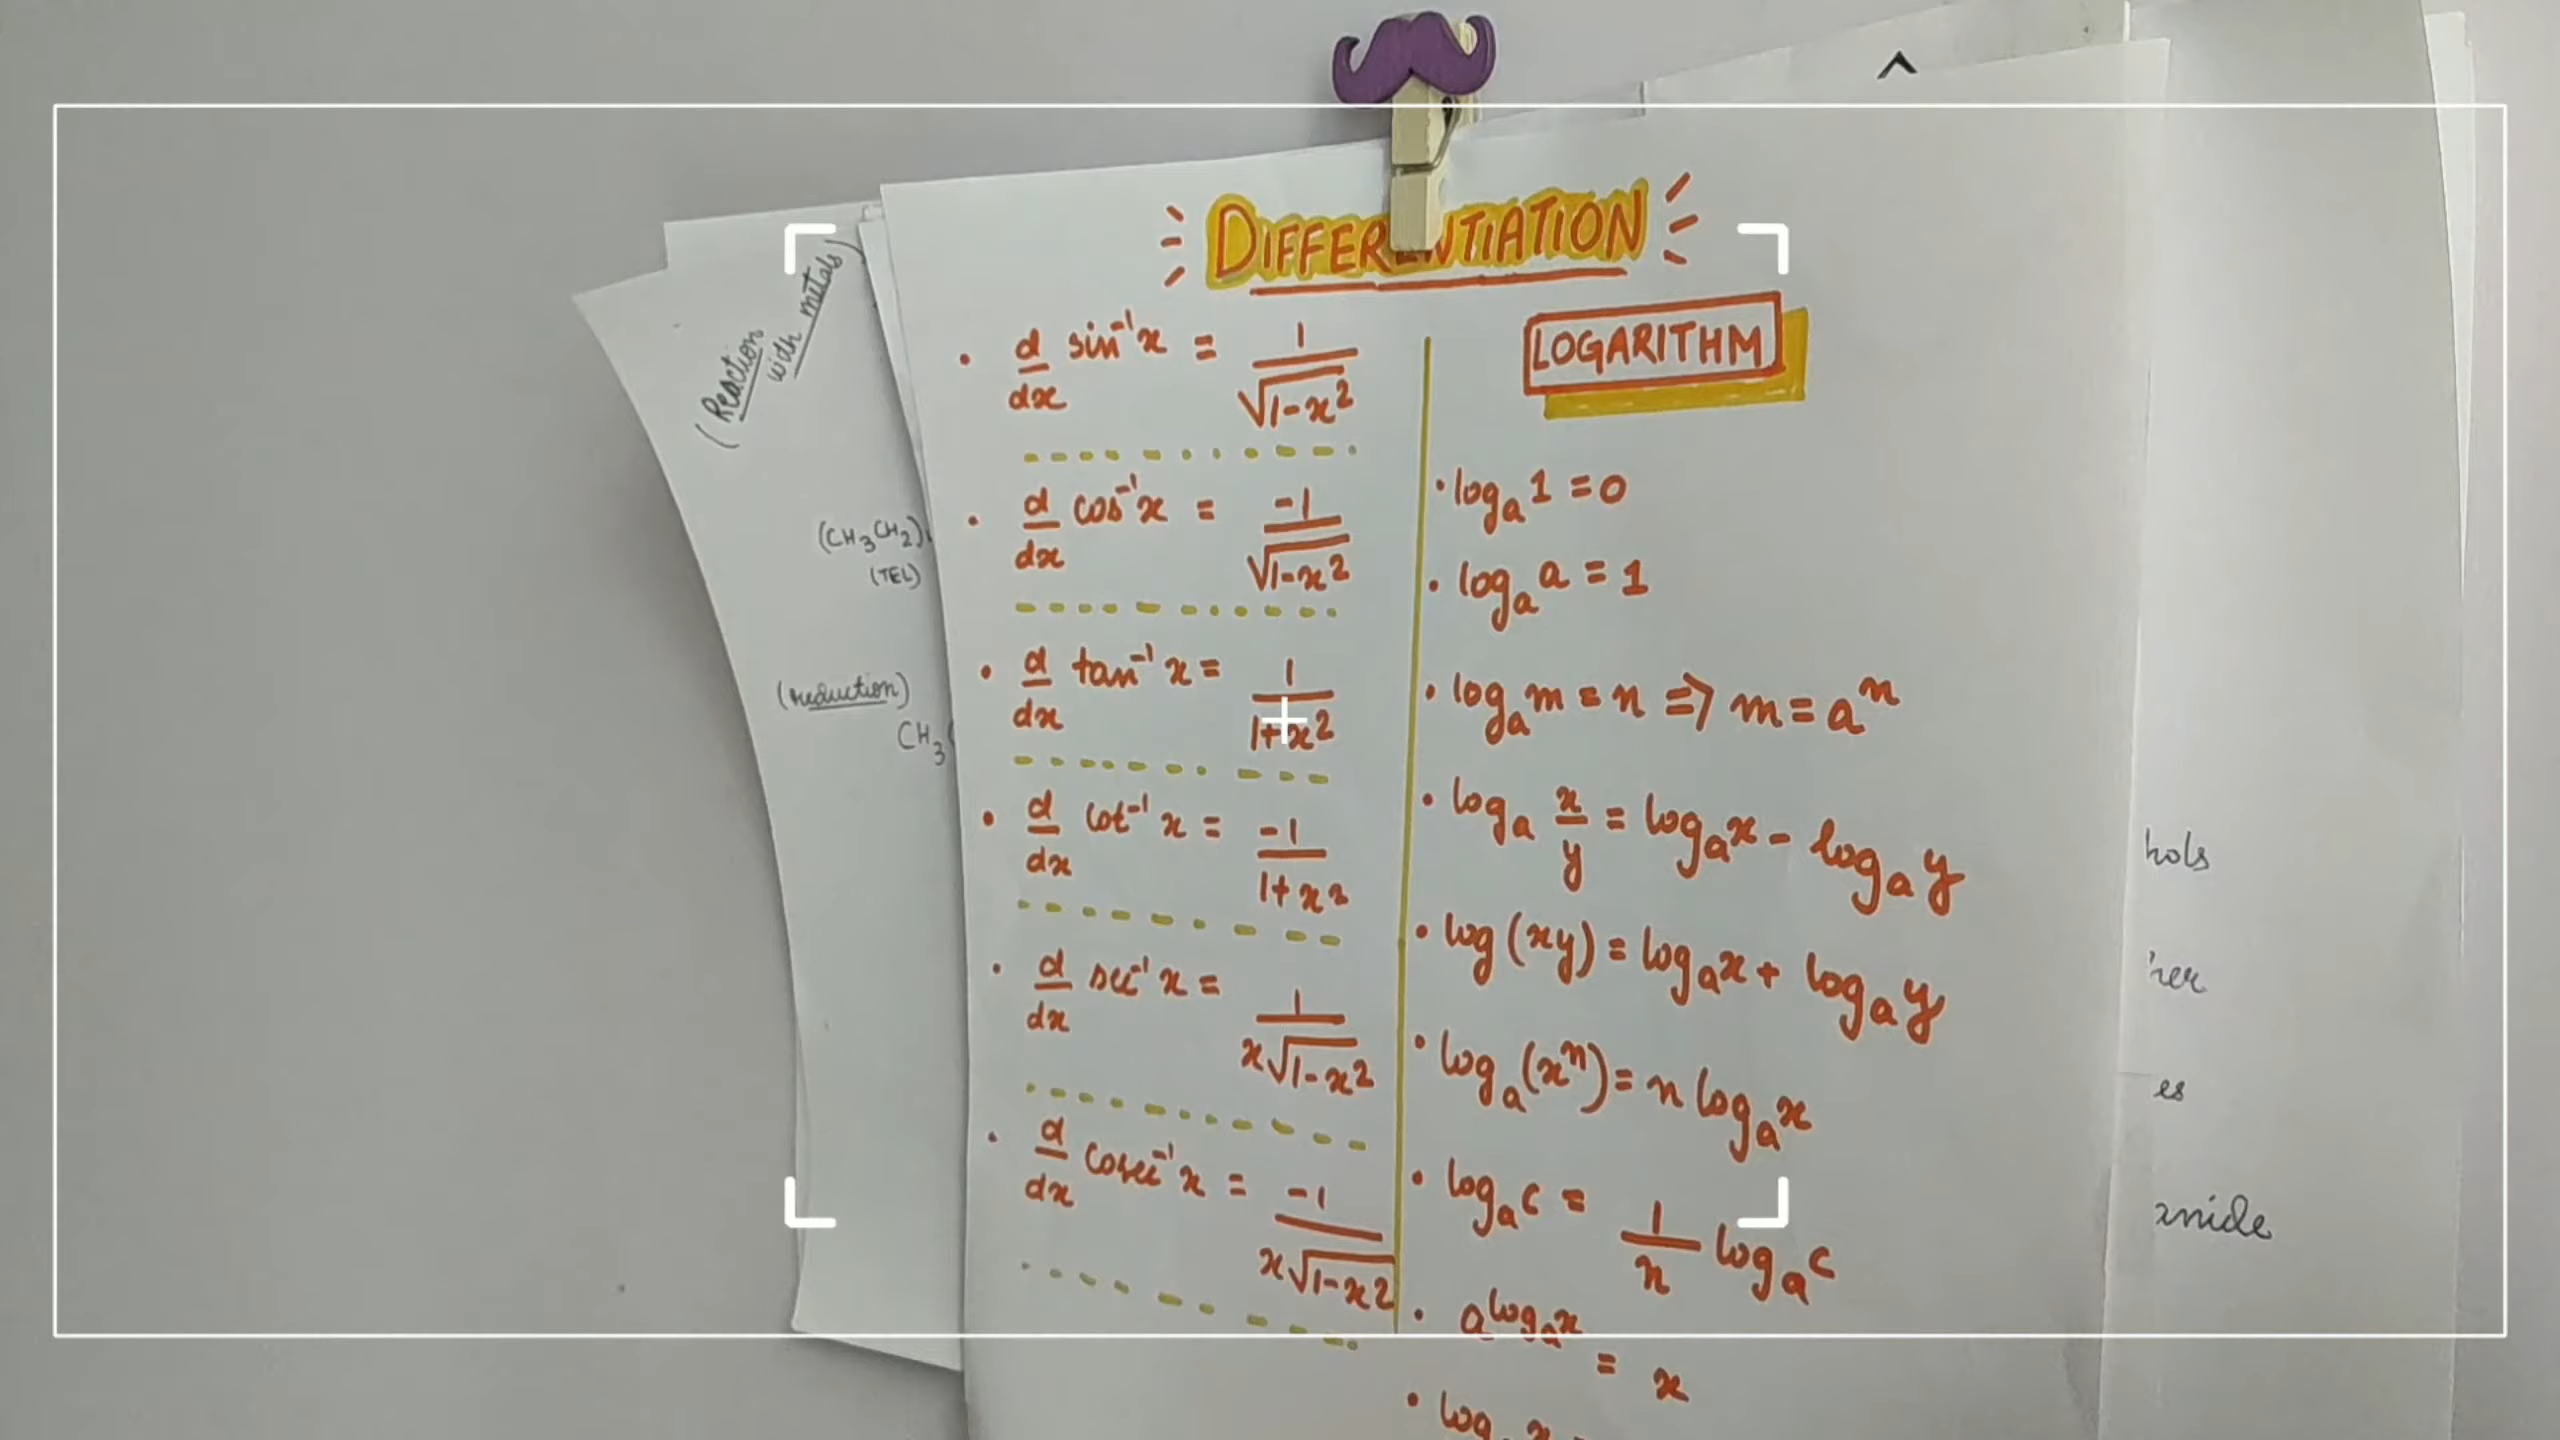 DIFFERENTIATION
d/dx sin⁻¹x = 1/√1-x²
d/dx cos⁻¹x = -1/√1-x²
d/dx tan⁻¹x = 1/1+x²
d/dx cot⁻¹x = -1/1+x²
d/dx sec⁻¹x = 1/x√1-x²
d/dx cosec⁻¹x = -1/x√1-x²
LOGARITHM
• logₐ1 = 0
• logₐa = 1
• logₐm = n => m = aⁿ
• logₐ x/y = logₐx - logₐy
• log(xy) = logₐx + logₐy
• logₐ(xⁿ) = n logₐx
• logₐc = 1/n logₐc
• a^logₐx = x
• log
(Reaction
with metals)
(CH₃CH₂)
(TEL)
(reduction)
CH₃
hols
her
es
anide